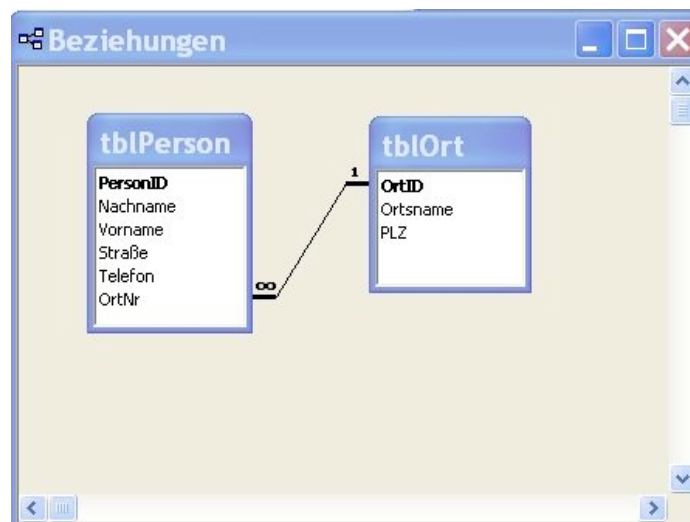 Beziehungen
tblPerson
PersonID
Nachname
Vorname
Straße
Telefon
OrtNr
∞
1
tblOrt
OrtID
Ortsname
PLZ